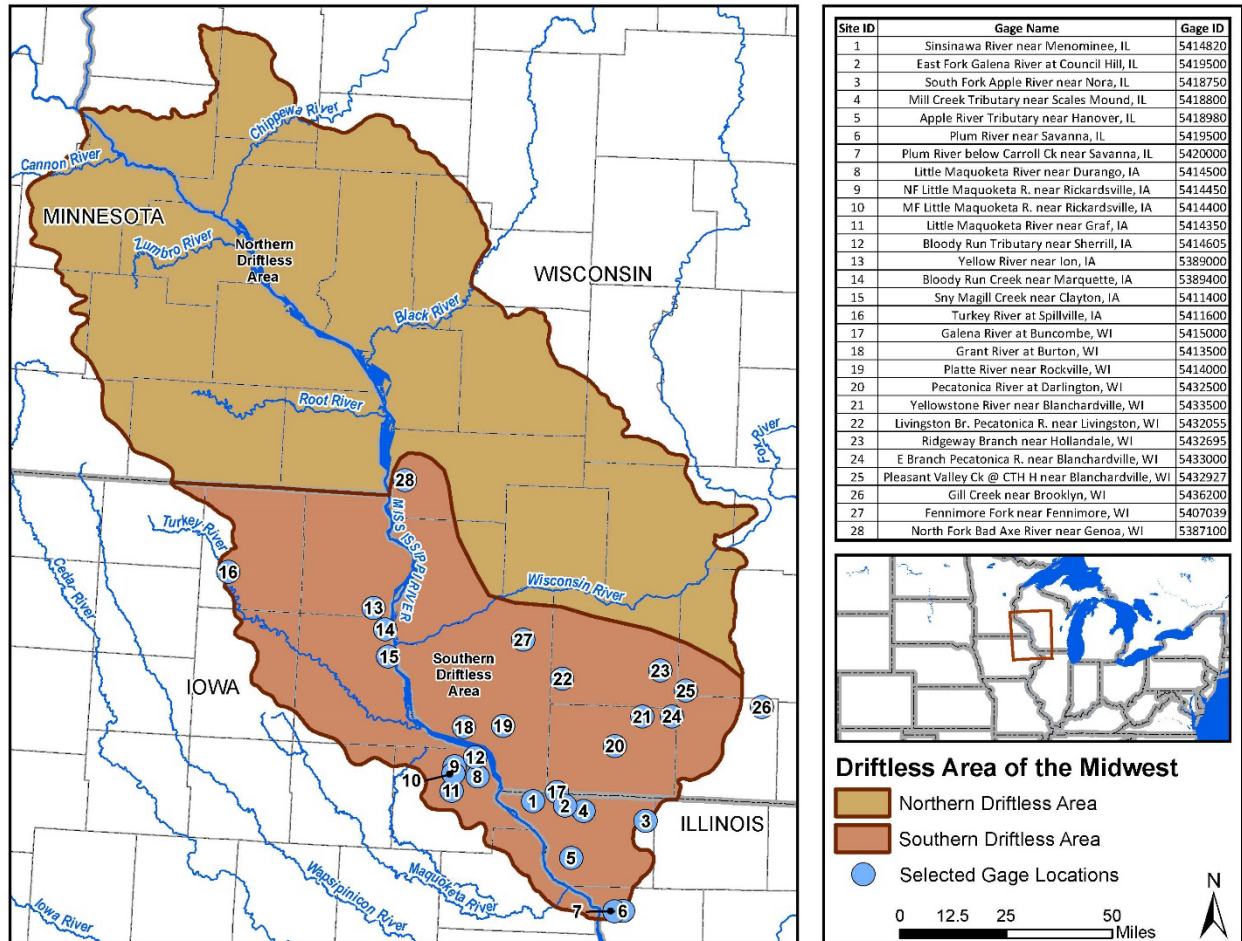 Chippewa River
Cannon River
MINNESOTA
Zumbro River
Northern
Driftless
Area
WISCONSIN
Black River
Root River
Fox River
28
MISSISSIPPI RIVER
Turkey River
16
Cedar River
13
14
15
Wisconsin River
27
Southern
Driftless
Area
22
23
25
21
24
26
IOWA
18
19
20
12
9
10
8
11
17
1
2
4
3
ILLINOIS
5
Maquoketa River
Wapsipinicon River
Iowa River
7
6
Site ID Gage Name Gage ID
1 Sinsinawa River near Menominee, IL 5414820
2 East Fork Galena River at Council Hill, IL 5419500
3 South Fork Apple River near Nora, IL 5418750
4 Mill Creek Tributary near Scales Mound, IL 5418800
5 Apple River Tributary near Hanover, IL 5418980
6 Plum River near Savanna, IL 5419500
7 Plum River below Carroll Ck near Savanna, IL 5420000
8 Little Maquoketa River near Durango, IA 5414500
9 NF Little Maquoketa R. near Rickardsville, IA 5414450
10 MF Little Maquoketa R. near Rickardsville, IA 5414400
11 Little Maquoketa River near Graf, IA 5414350
12 Bloody Run Tributary near Sherrill, IA 5414605
13 Yellow River near Ion, IA 5389000
14 Bloody Run Creek near Marquette, IA 5389400
15 Sny Magill Creek near Clayton, IA 5411400
16 Turkey River at Spillville, IA 5411600
17 Galena River at Buncombe, WI 5415000
18 Grant River at Burton, WI 5413500
19 Platte River near Rockville, WI 5414000
20 Pecatonica River at Darlington, WI 5432500
21 Yellowstone River near Blanchardville, WI 5433500
22 Livingston Br. Pecatonica R. near Livingston, WI 5432055
23 Ridgeway Branch near Hollandale, WI 5432695
24 E Branch Pecatonica R. near Blanchardville, WI 5433000
25 Pleasant Valley Ck @ CTH H near Blanchardville, WI 5432927
26 Gill Creek near Brooklyn, WI 5436200
27 Fennimore Fork near Fennimore, WI 5407039
28 North Fork Bad Axe River near Genoa, WI 5387100
Driftless Area of the Midwest
Northern Driftless Area
Southern Driftless Area
Selected Gage Locations
N
0 12.5 25 50
Miles